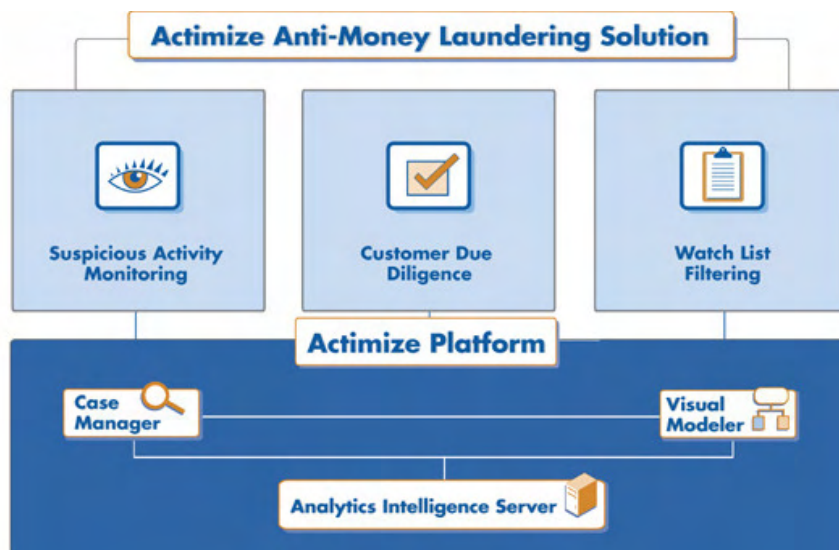 Actimize Anti-Money Laundering Solution
Suspicious Activity
Monitoring
Customer Due
Diligence
Watch List
Filtering
Actimize Platform
Case
Manager
Visual
Modeler
Analytics Intelligence Server